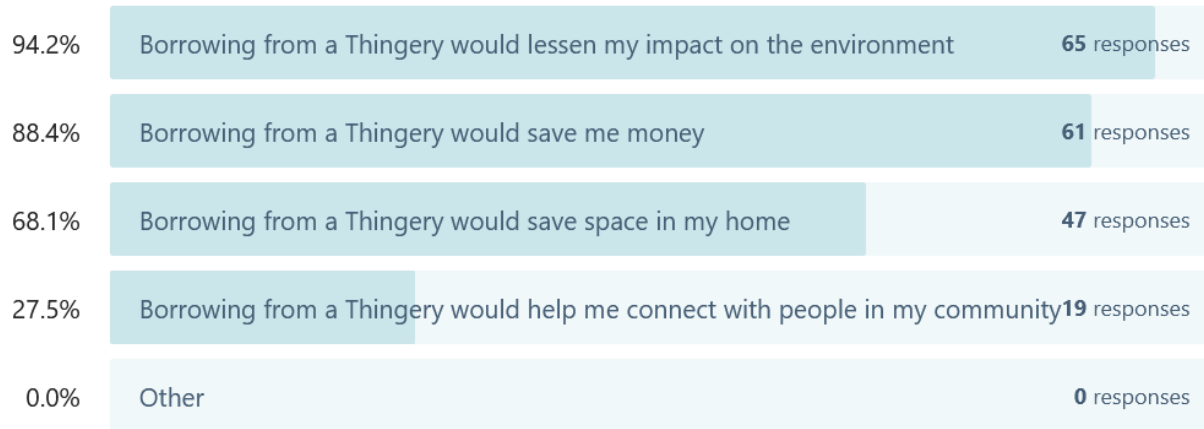 94.2% Borrowing from a Thingery would lessen my impact on the environment 65 responses
88.4% Borrowing from a Thingery would save me money 61 responses
68.1% Borrowing from a Thingery would save space in my home 47 responses
27.5% Borrowing from a Thingery would help me connect with people in my community 19 responses
0.0% Other 0 responses